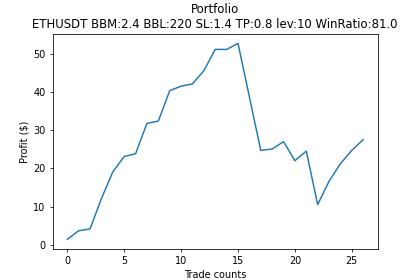 Portfolio
ETHUSDT BBM:2.4 BBL:220 SL:1.4 TP:0.8 lev:10 WinRatio:81.0
50
40
30
20
10
0
Profit ($)
0 5 10 15 20 25
Trade counts